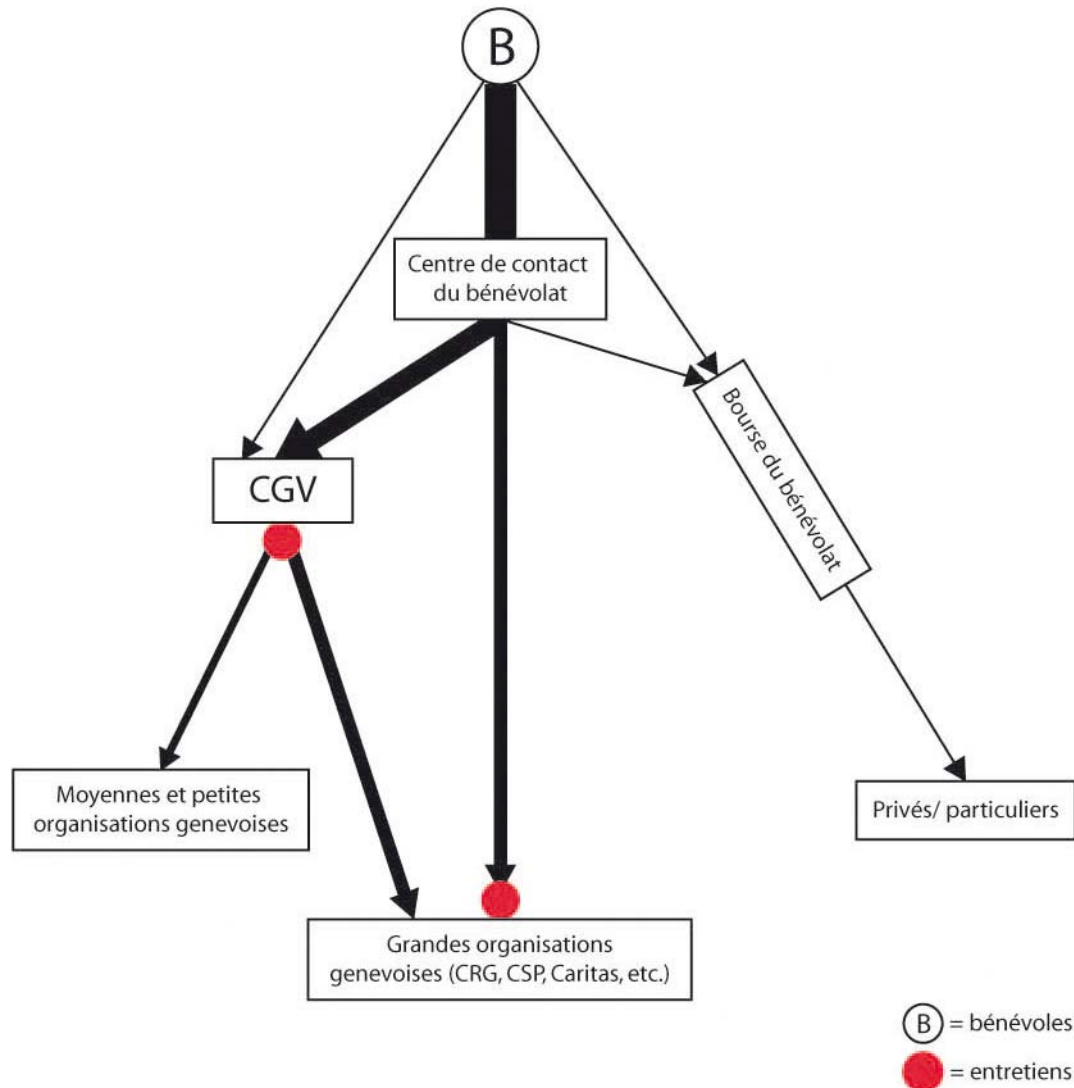 B
Centre de contact
du bénévolat
Bourse du bénévolat
CGV
Moyennes et petites
organisations genevoises
Privés/ particuliers
Grandes organisations
genevoises (CRG, CSP, Caritas, etc.)
B = bénévoles
= entretiens